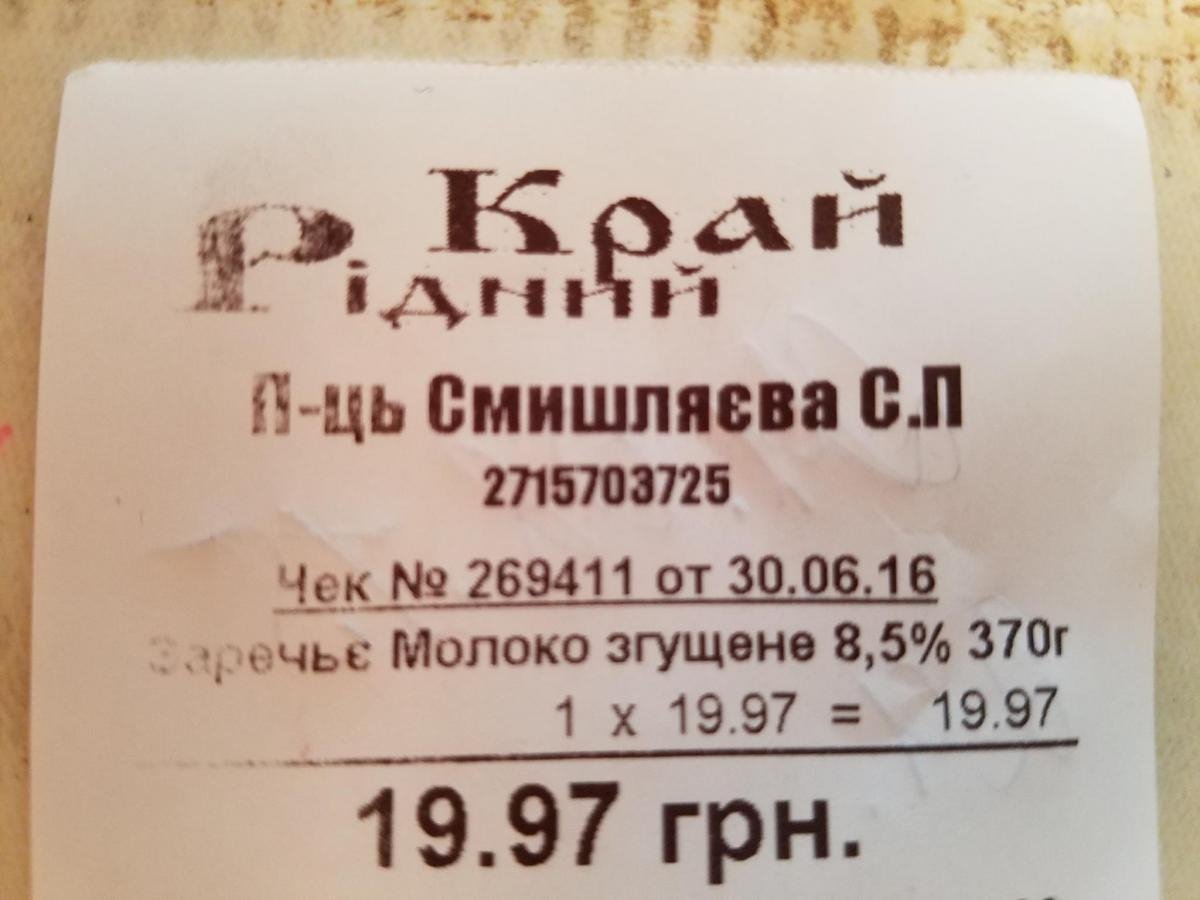 Край
Рідний
П-ць Смишляєва С.П
2715703725
Чек № 269411 от 30.06.16
Заречьє Молоко згущене 8,5% 370г
1 x 19.97 = 19.97
19.97 грн.